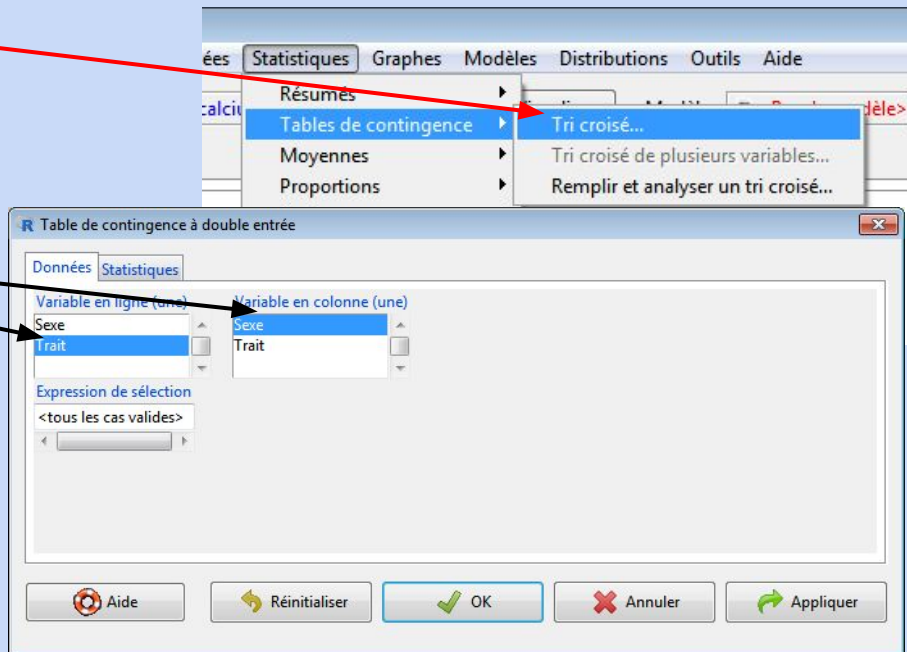 ées Statistiques Graphes Modèles Distributions Outils Aide
calciu Résumés
Tables de contingence Tri croisé...
Moyennes Tri croisé de plusieurs variables...
Proportions Remplir et analyser un tri croisé...
R Table de contingence à double entrée
Données Statistiques
Variable en ligne (une) Variable en colonne (une)
Sexe Sexe
Trait Trait
Expression de sélection
<tous les cas valides>
Aide Réinitialiser OK Annuler Appliquer